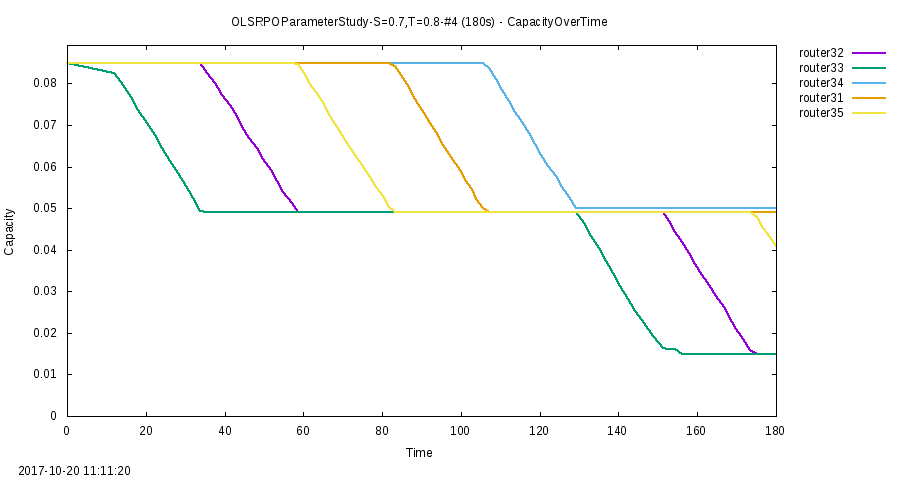 OLSRPOParameterStudy-S=0.7,T=0.8-#4 (180s) - CapacityOverTime
router32
router33
router34
router31
router35
0.08
0.07
0.06
0.05
0.04
0.03
0.02
0.01
0
Capacity
0 20 40 60 80 100 120 140 160 180
Time
2017-10-20 11:11:20